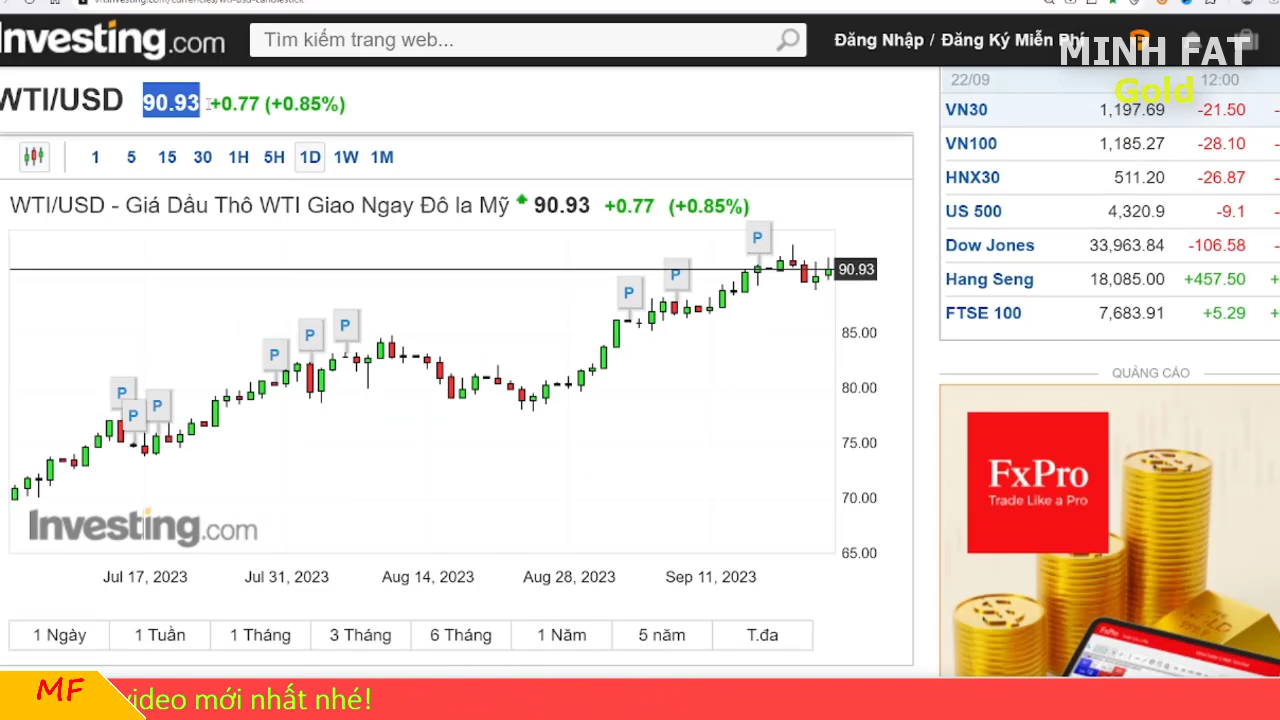 Investing.com
Tìm kiếm trang web...
Đăng Nhập / Đăng Ký Miễn Phí
MINH FAT
Gold
WTI/USD 90.93 +0.77 (+0.85%)
1 5 15 30 1H 5H 1D 1W 1M
WTI/USD - Giá Dầu Thô WTI Giao Ngay Đô la Mỹ 90.93 +0.77 (+0.85%)
P
P
P
P
P
P
P
P
P
90.93
85.00
80.00
75.00
70.00
65.00
Investing.com
Jul 17, 2023 Jul 31, 2023 Aug 14, 2023 Aug 28, 2023 Sep 11, 2023
1 Ngày 1 Tuần 1 Tháng 3 Tháng 6 Tháng 1 Năm 5 năm T.đa
22/09 12:00
VN30 1,197.69 -21.50 -
VN100 1,185.27 -28.10 -
HNX30 511.20 -26.87 -
US 500 4,320.9 -9.1 -
Dow Jones 33,963.84 -106.58 -
Hang Seng 18,085.00 +457.50 +
FTSE 100 7,683.91 +5.29 +
QUẢNG CÁO
FxPro
Trade Like a Pro
FxPro
MF
video mới nhất nhé!